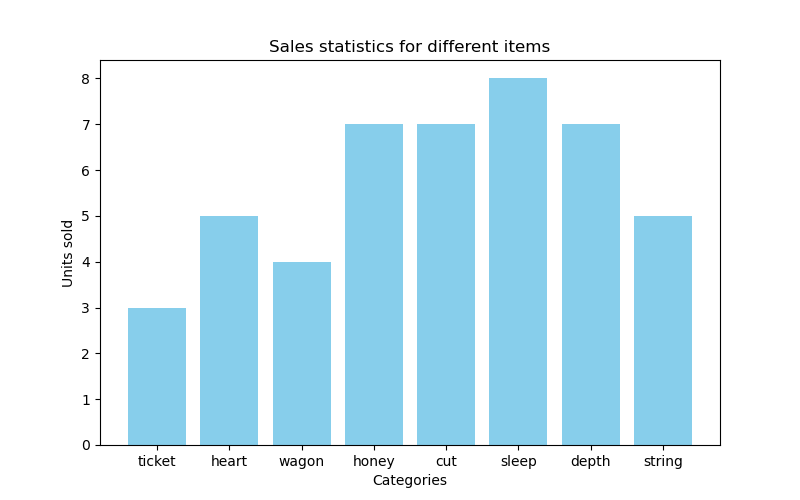 Sales statistics for different items
Units sold
8
7
6
5
4
3
2
1
0
ticket heart wagon honey cut sleep depth string
Categories